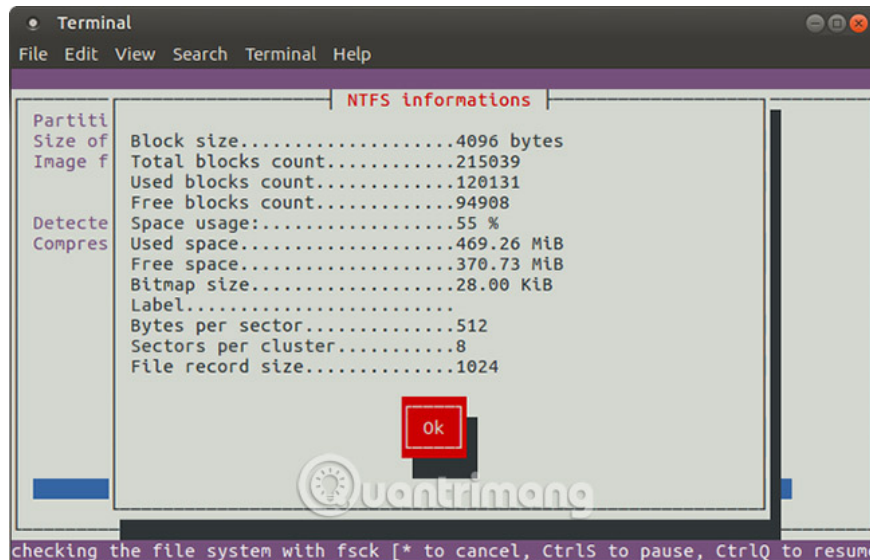 Terminal
File Edit View Search Terminal Help
NTFS informations
Partiti
Size of
Image f
Detecte
Compres
Block size....................4096 bytes
Total blocks count............215039
Used blocks count.............120131
Free blocks count.............94908
Space usage:..................55 %
Used space....................469.26 MiB
Free space....................370.73 MiB
Bitmap size...................28.00 KiB
Label.........................
Bytes per sector..............512
Sectors per cluster...........8
File record size..............1024
Ok
Quantrimang
checking the file system with fsck [* to cancel, CtrlS to pause, CtrlQ to resume